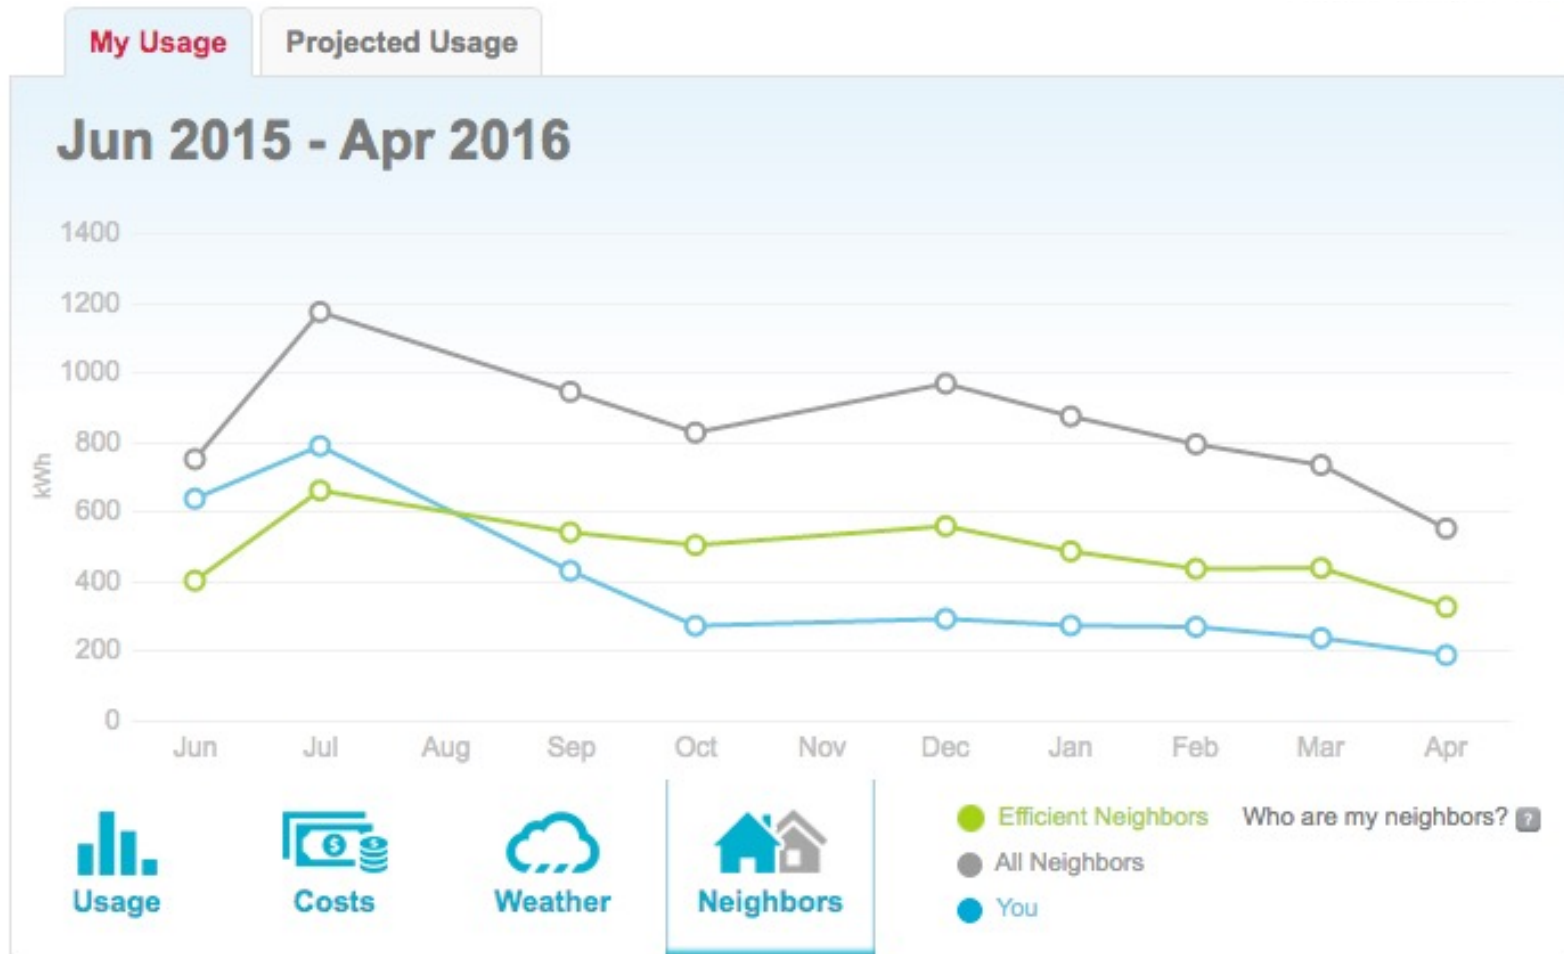 My Usage
Projected Usage
Jun 2015 - Apr 2016
1400
1200
1000
800
600
400
200
0
kWh
Jun Jul Aug Sep Oct Nov Dec Jan Feb Mar Apr
Usage
Costs
Weather
Neighbors
Efficient Neighbors
Who are my neighbors? ?
All Neighbors
You